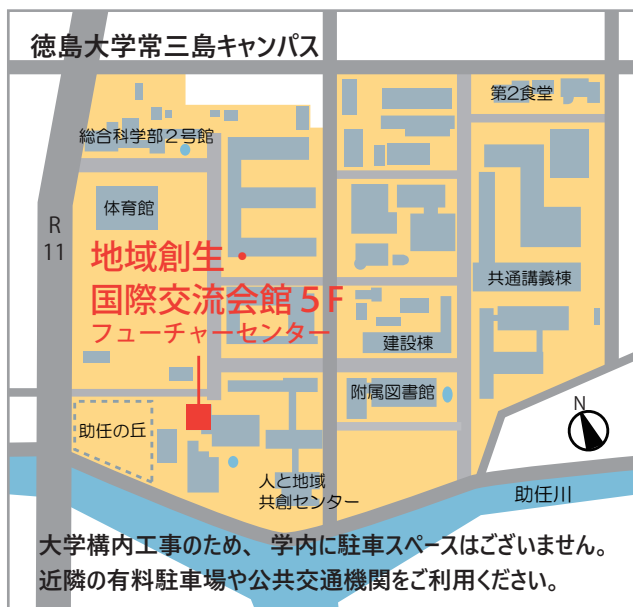 徳島大学常三島キャンパス
第2食堂
総合科学部２号館
体育館
R
11
地域創生・
国際交流会館５F
フューチャーセンター
共通講義棟
建設棟
附属図書館
助任の丘
N
人と地域
共創センター
助任川
大学構内工事のため、 学内に駐車スペースはございません。
近隣の有料駐車場や公共交通機関をご利用ください。